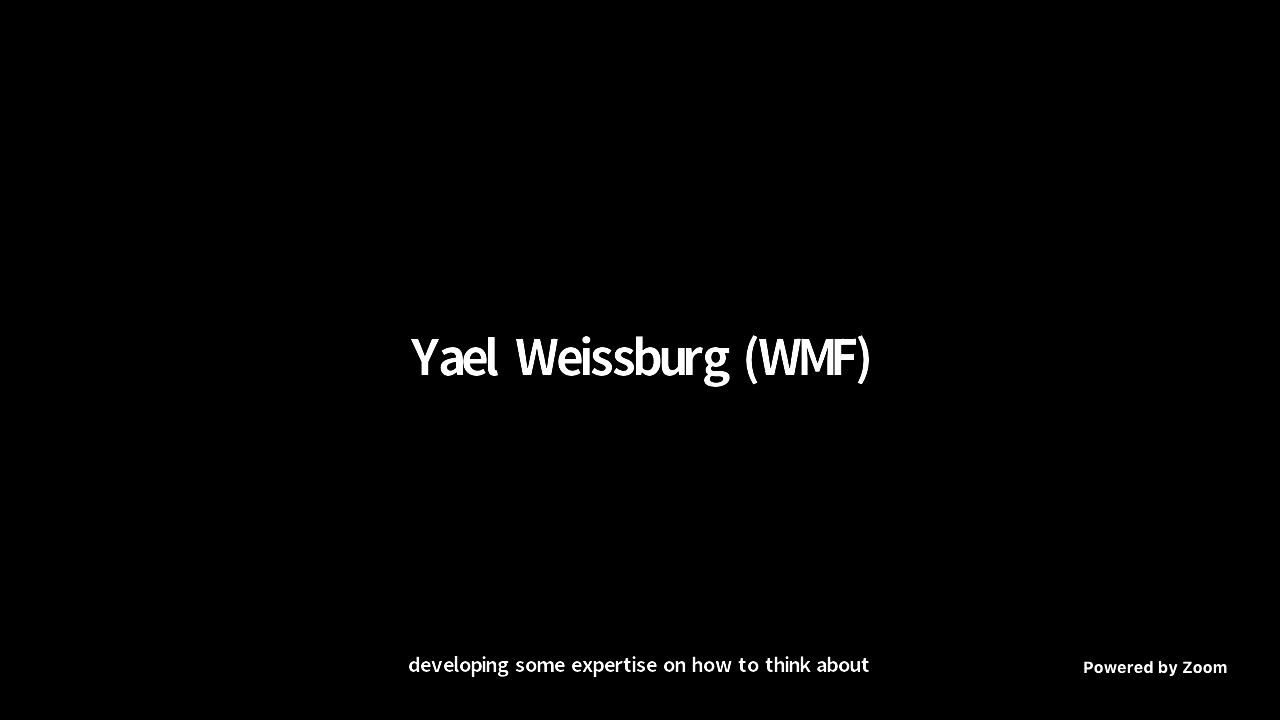 Yael Weissburg (WMF)
developing some expertise on how to think about
Powered by Zoom